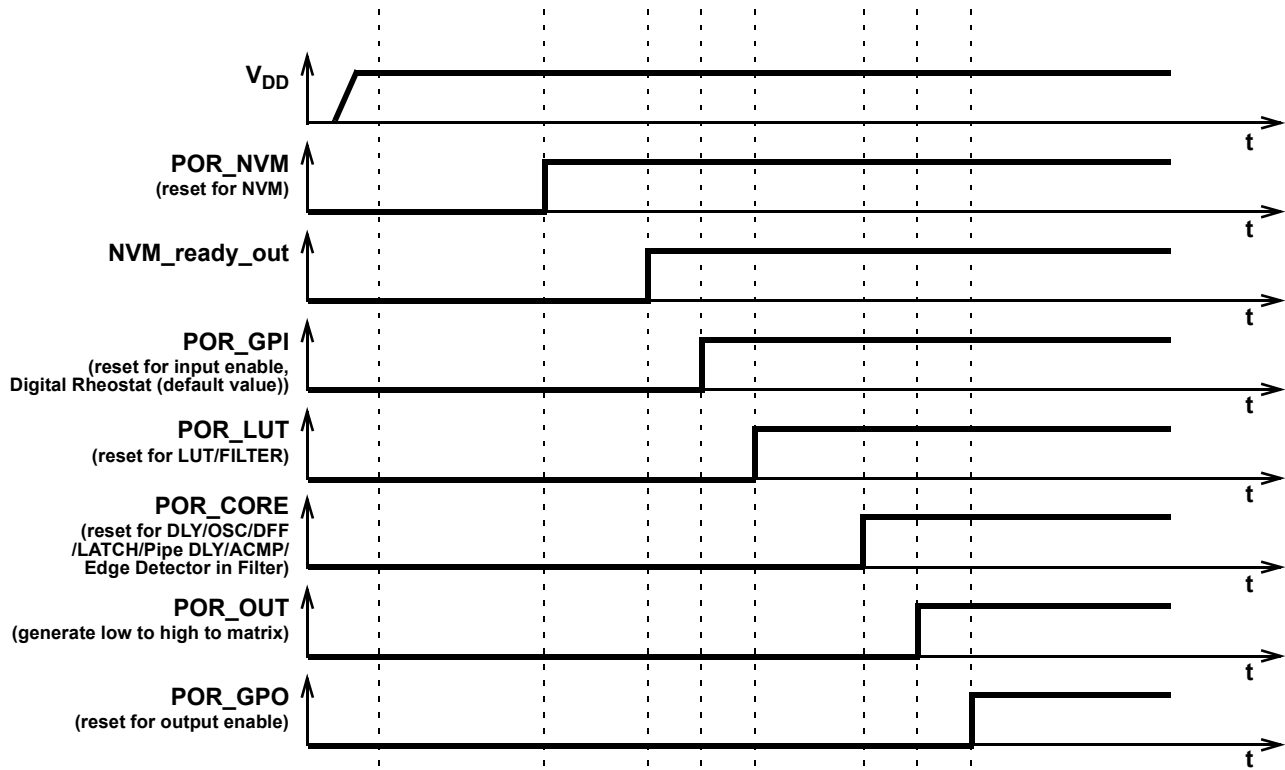 VDD
t
POR_NVM
(reset for NVM)
t
NVM_ready_out
t
POR_GPI
(reset for input enable,
Digital Rheostat (default value))
t
POR_LUT
(reset for LUT/FILTER)
t
POR_CORE
(reset for DLY/OSC/DFF
/LATCH/Pipe DLY/ACMP/
Edge Detector in Filter)
t
POR_OUT
(generate low to high to matrix)
t
POR_GPO
(reset for output enable)
t